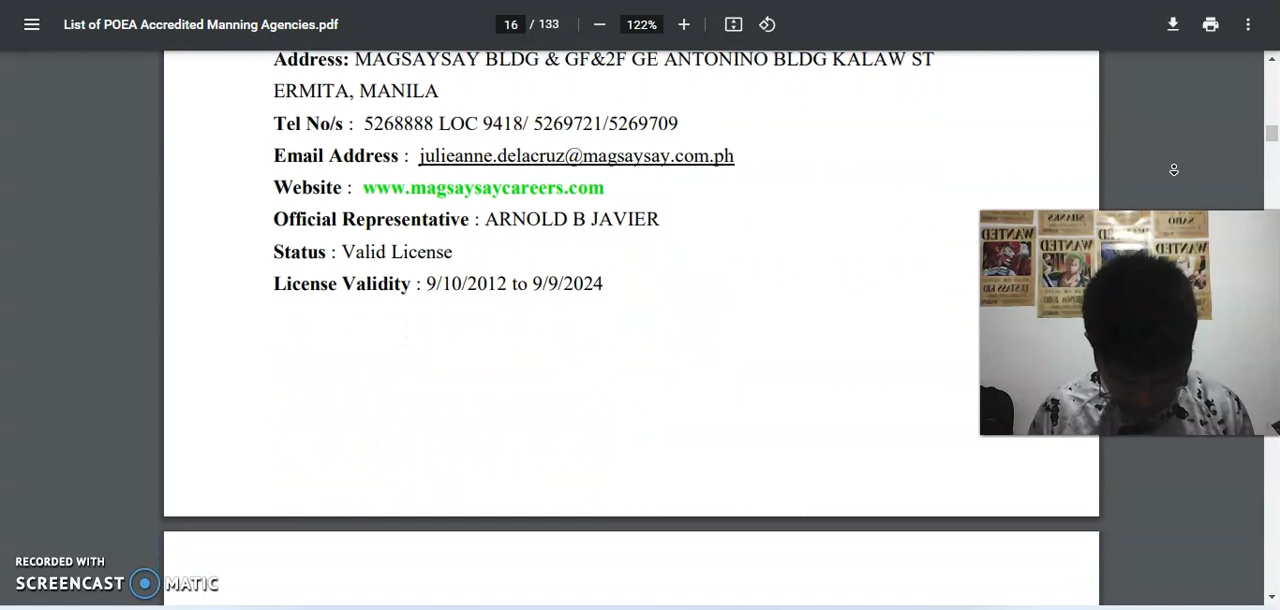 List of POEA Accredited Manning Agencies.pdf
16 / 133
122%
Address: MAGSAYSAY BLDG & GF&2F GE ANTONINO BLDG KALAW ST
ERMITA, MANILA
Tel No/s : 5268888 LOC 9418/ 5269721/5269709
Email Address : julieanne.delacruz@magsaysay.com.ph
Website : www.magsaysaycareers.com
Official Representative : ARNOLD B JAVIER
Status : Valid License
License Validity : 9/10/2012 to 9/9/2024
SHANKS
WANTED
WANTED
WANTED
RECORDED WITH
SCREENCAST MATIC